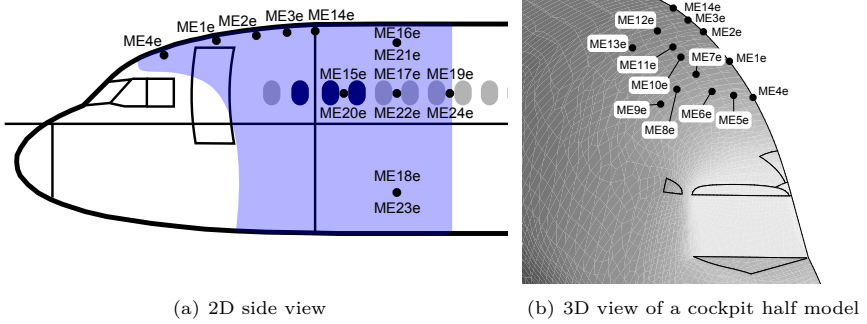 ME4e
ME1e
ME2e
ME3e
ME14e
ME16e
ME21e
ME15e
ME17e
ME19e
ME20e
ME22e
ME24e
ME18e
ME23e
(a) 2D side view
ME14e
ME3e
ME12e
ME2e
ME13e
ME7e
ME1e
ME11e
ME10e
ME4e
ME9e
ME6e
ME5e
ME8e
(b) 3D view of a cockpit half model